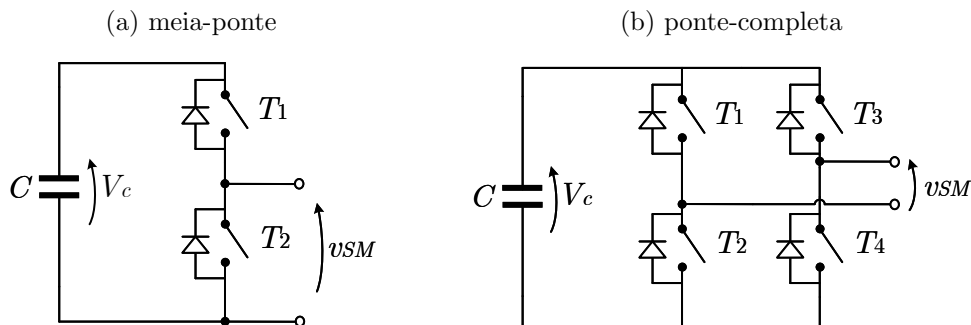 (a) meia-ponte
(b) ponte-completa
T1
T2
C
Vc
vSM
T1
T3
T2
T4
C
Vc
vSM